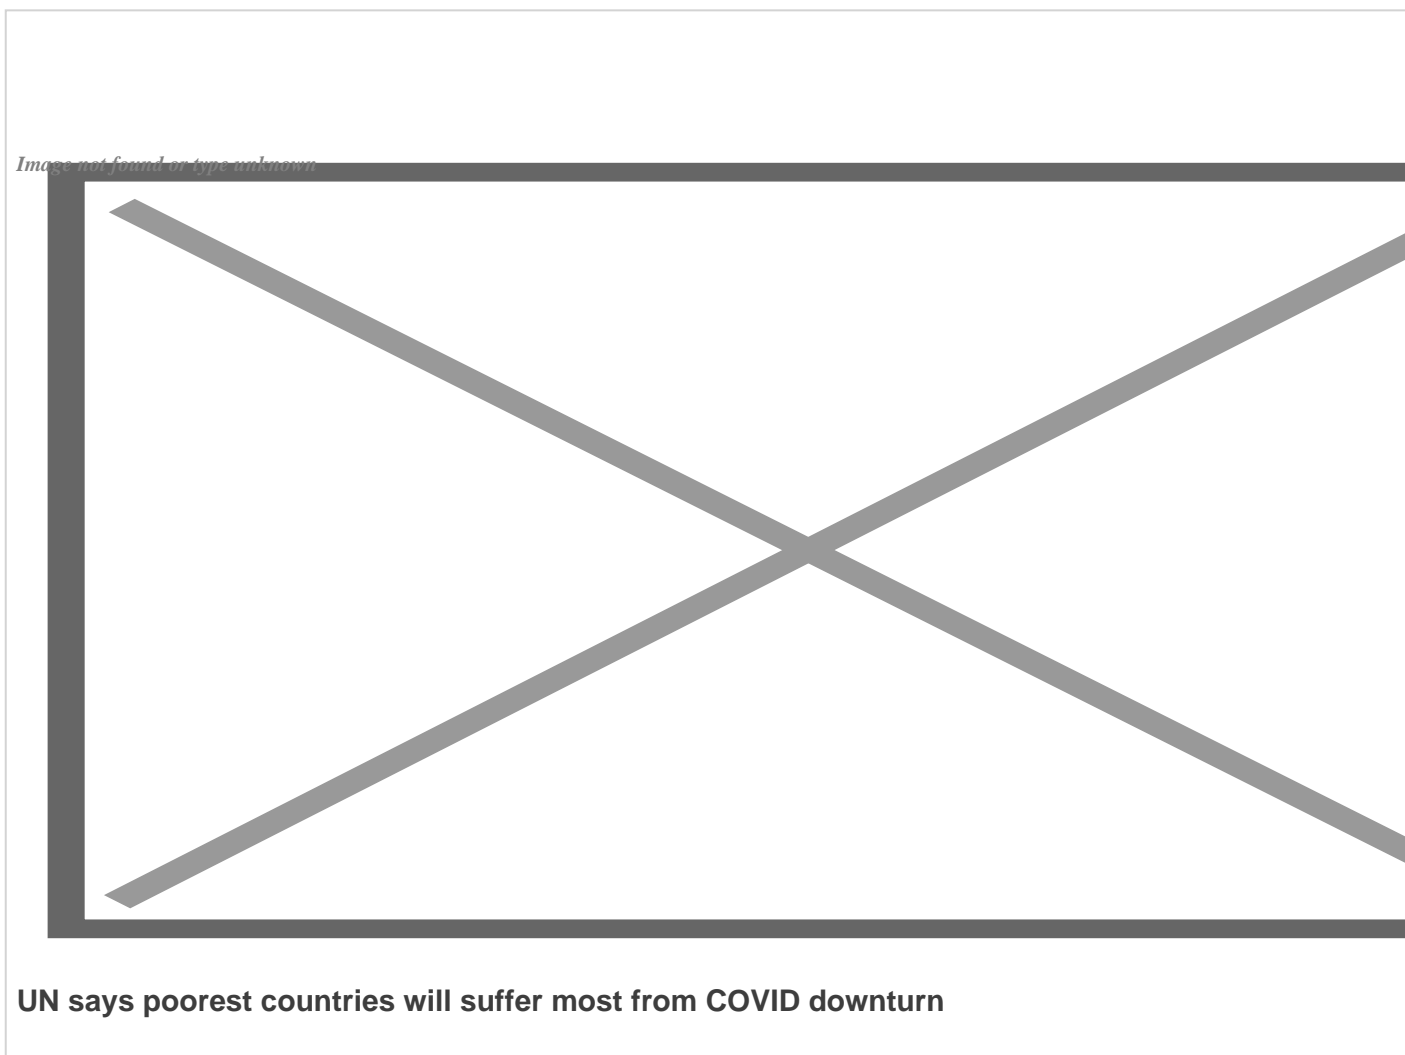 Image not found or type unknown
UN says poorest countries will suffer most from COVID downturn